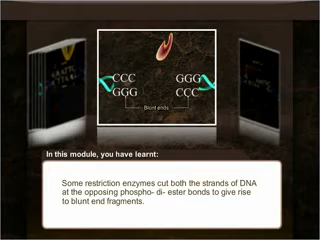 CCC GGG
GGG CCC
Blunt ends
In this module, you have learnt:
Some restriction enzymes cut both the strands of DNA
at the opposing phospho- di- ester bonds to give rise
to blunt end fragments.